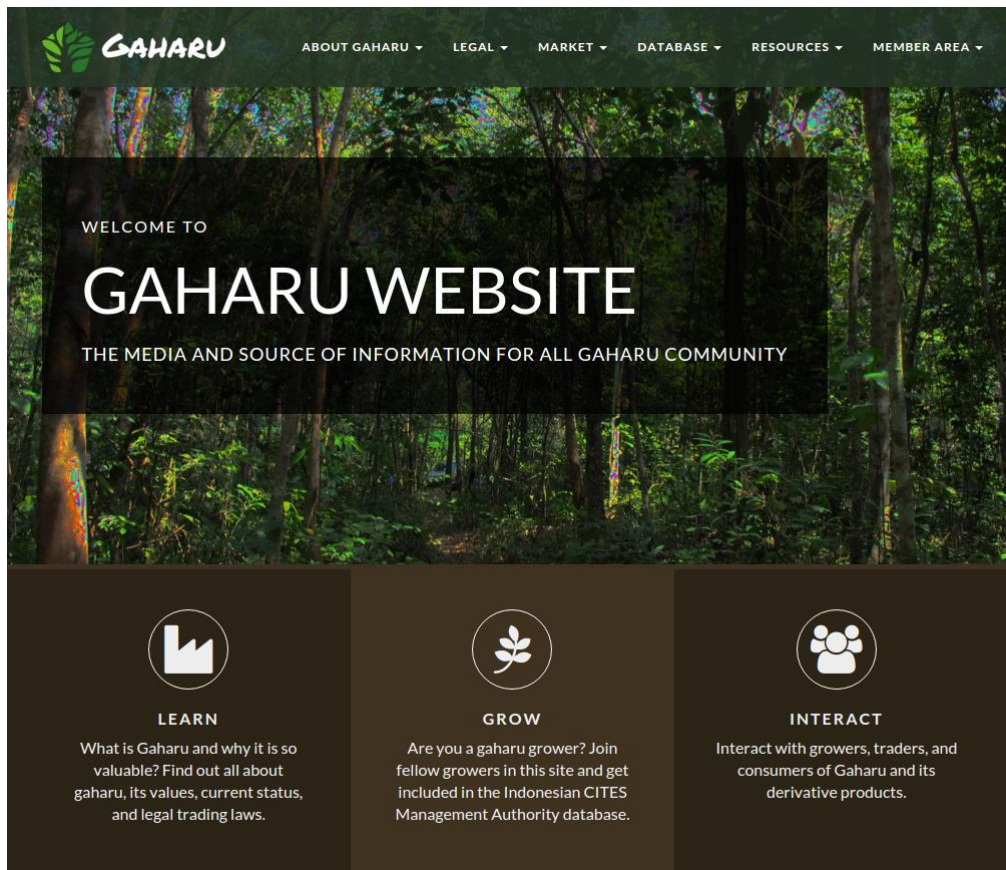 GAHARU
ABOUT GAHARU LEGAL MARKET DATABASE RESOURCES MEMBER AREA
WELCOME TO
GAHARU WEBSITE
THE MEDIA AND SOURCE OF INFORMATION FOR ALL GAHARU COMMUNITY
LEARN
What is Gaharu and why it is so
valuable? Find out all about
gaharu, its values, current status,
and legal trading laws.
GROW
Are you a gaharu grower? Join
fellow growers in this site and get
included in the Indonesian CITES
Management Authority database.
INTERACT
Interact with growers, traders, and
consumers of Gaharu and its
derivative products.